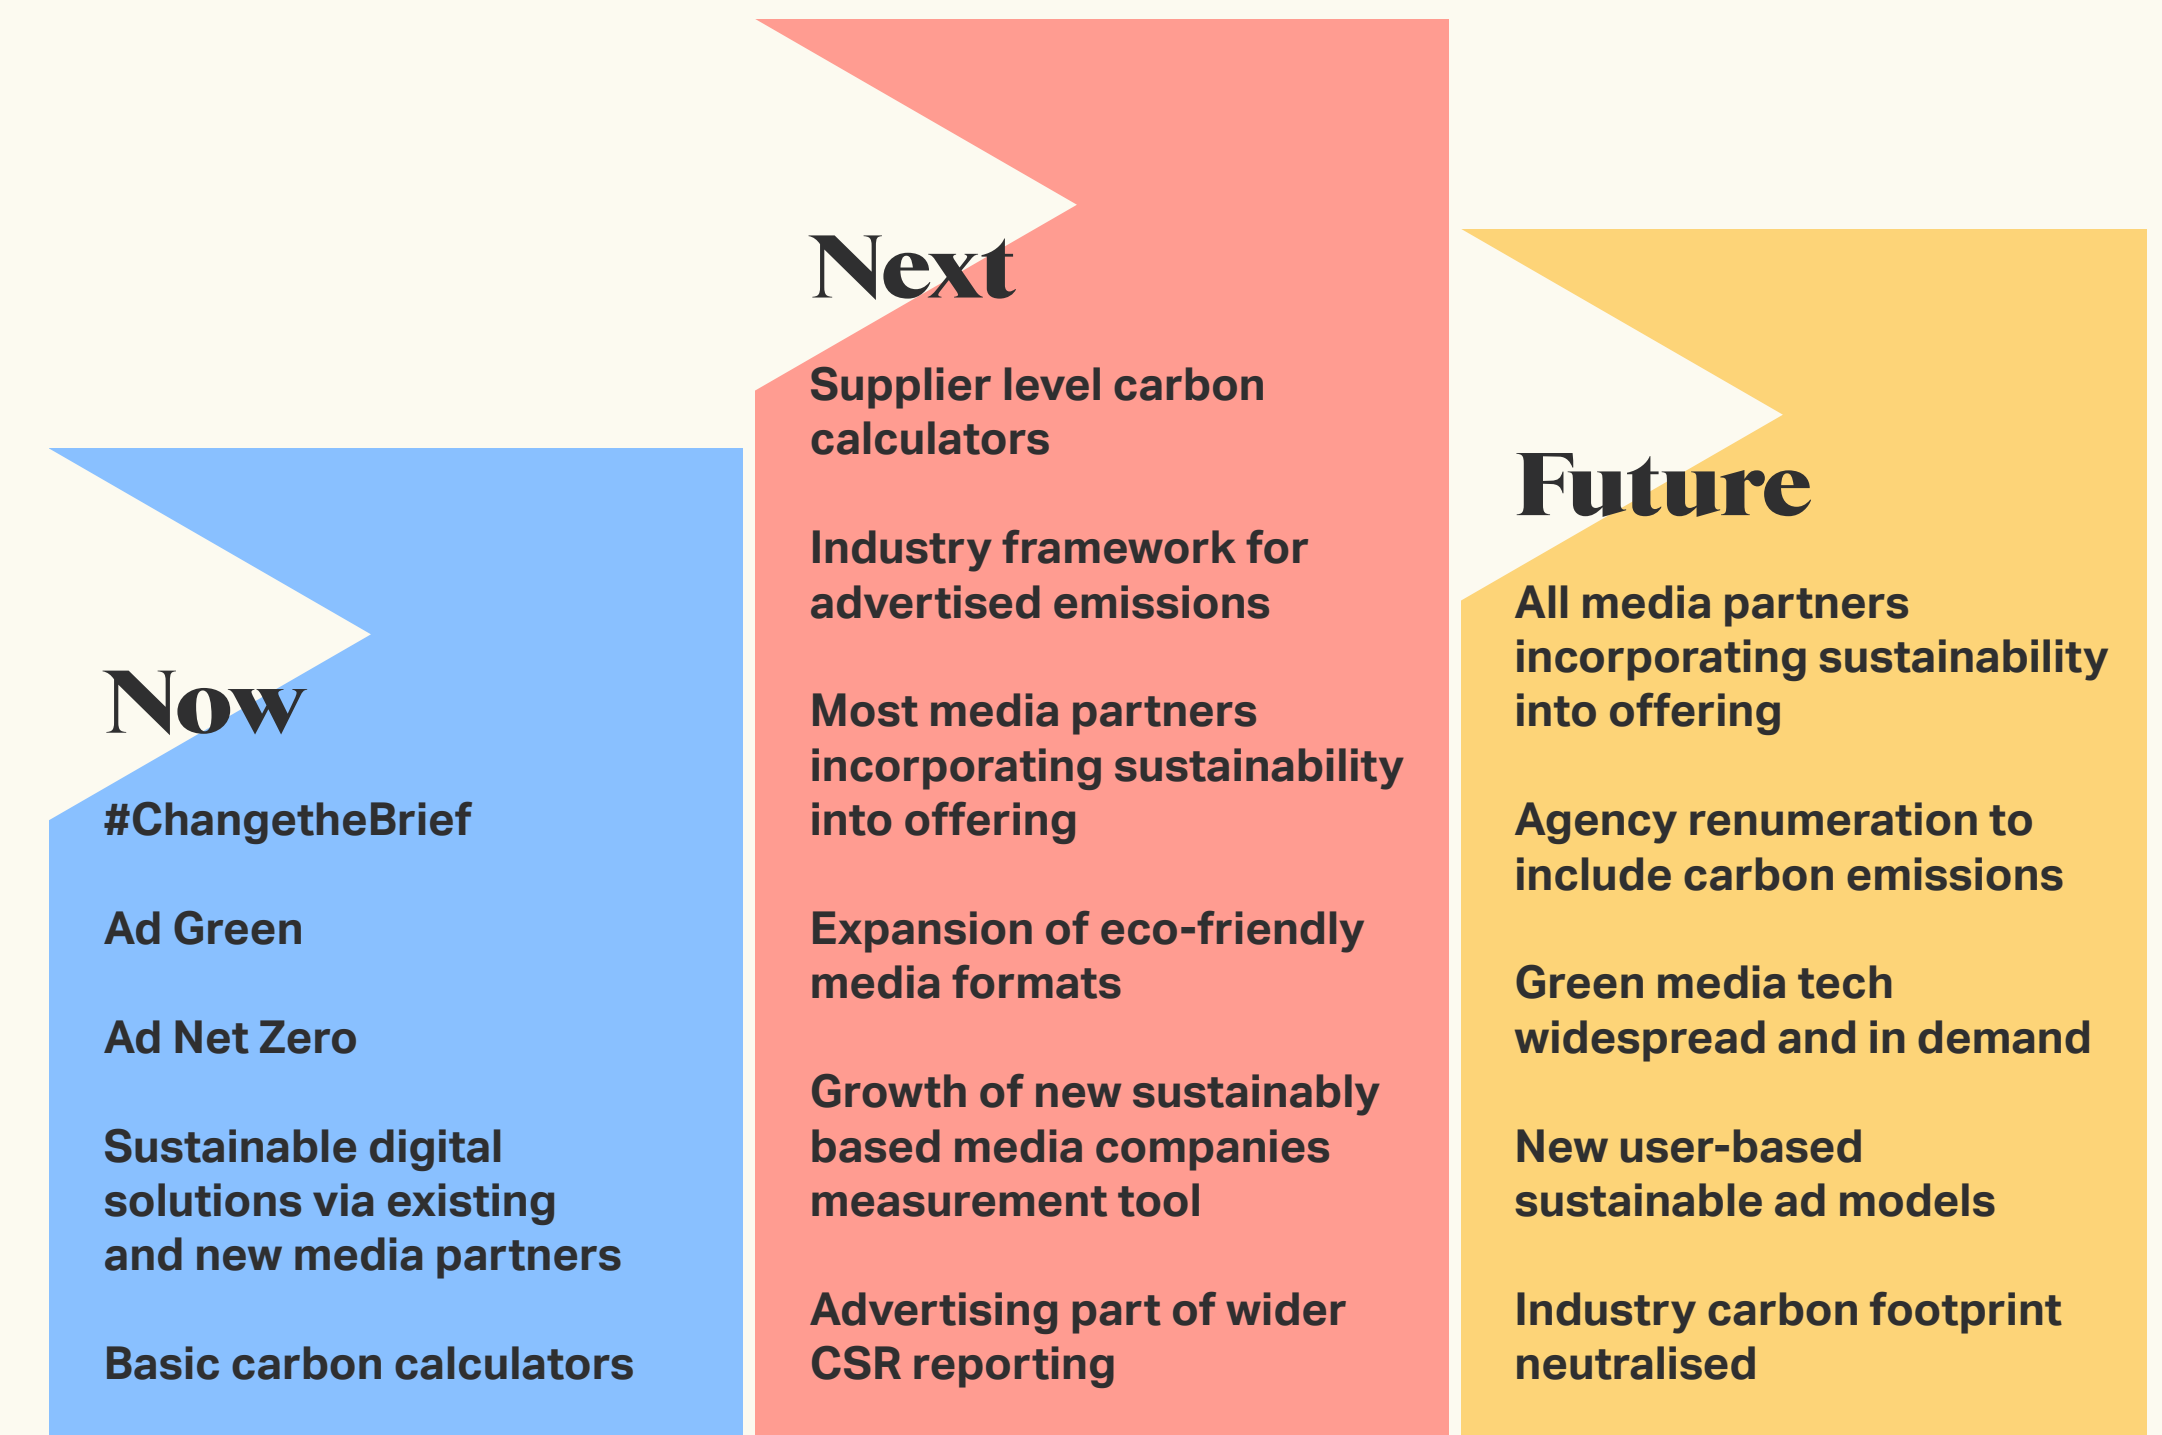 Now
#ChangetheBrief
Ad Green
Ad Net Zero
Sustainable digital
solutions via existing
and new media partners
Basic carbon calculators
Next
Supplier level carbon
calculators
Industry framework for
advertised emissions
Most media partners
incorporating sustainability
into offering
Expansion of eco-friendly
media formats
Growth of new sustainably
based media companies
measurement tool
Advertising part of wider
CSR reporting
Future
All media partners
incorporating sustainability
into offering
Agency renumeration to
include carbon emissions
Green media tech
widespread and in demand
New user-based
sustainable ad models
Industry carbon footprint
neutralised